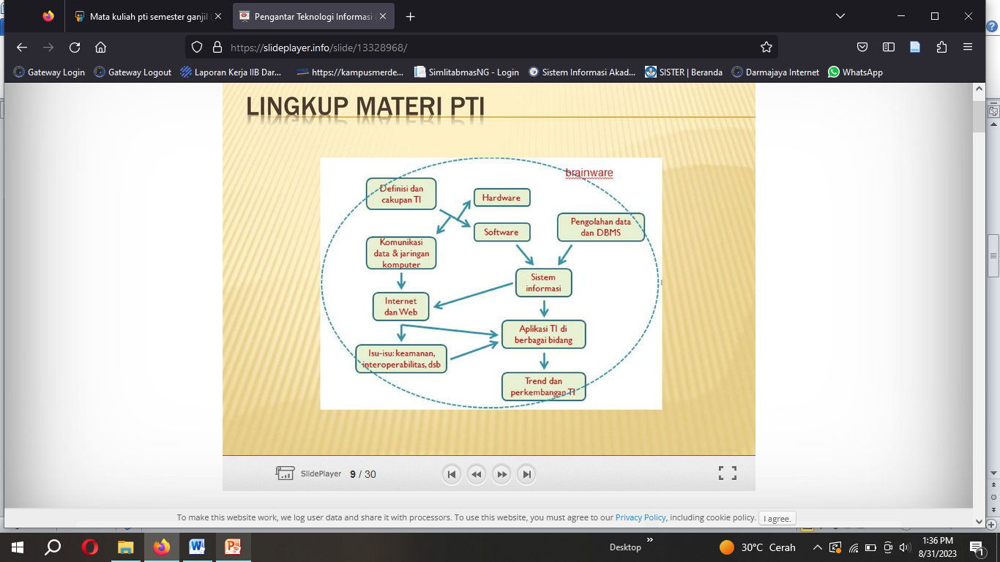 Mata kuliah pti semester ganjil
Pengantar Teknologi Informasi
https://slideplayer.info/slide/13328968/
Gateway Login
Gateway Logout
Laporan Kerja IIB Dar...
https://kampusmerde...
SimlitabmasNG - Login
Sistem Informasi Akad...
SISTER | Beranda
Darmajaya Internet
WhatsApp
LINGKUP MATERI PTI
brainware
Definisi dan
cakupan TI
Hardware
Software
Pengolahan data
dan DBMS
Komunikasi
data & jaringan
komputer
Sistem
informasi
Internet
dan Web
Aplikasi TI di
berbagai bidang
Isu-isu: keamanan,
interoperabilitas, dsb
Trend dan
perkembangan TI
SlidePlayer
9 / 30
To make this website work, we log user data and share it with processors. To use this website, you must agree to our Privacy Policy, including cookie policy.
I agree.
Desktop
30°C Cerah
1:36 PM
8/31/2023
1